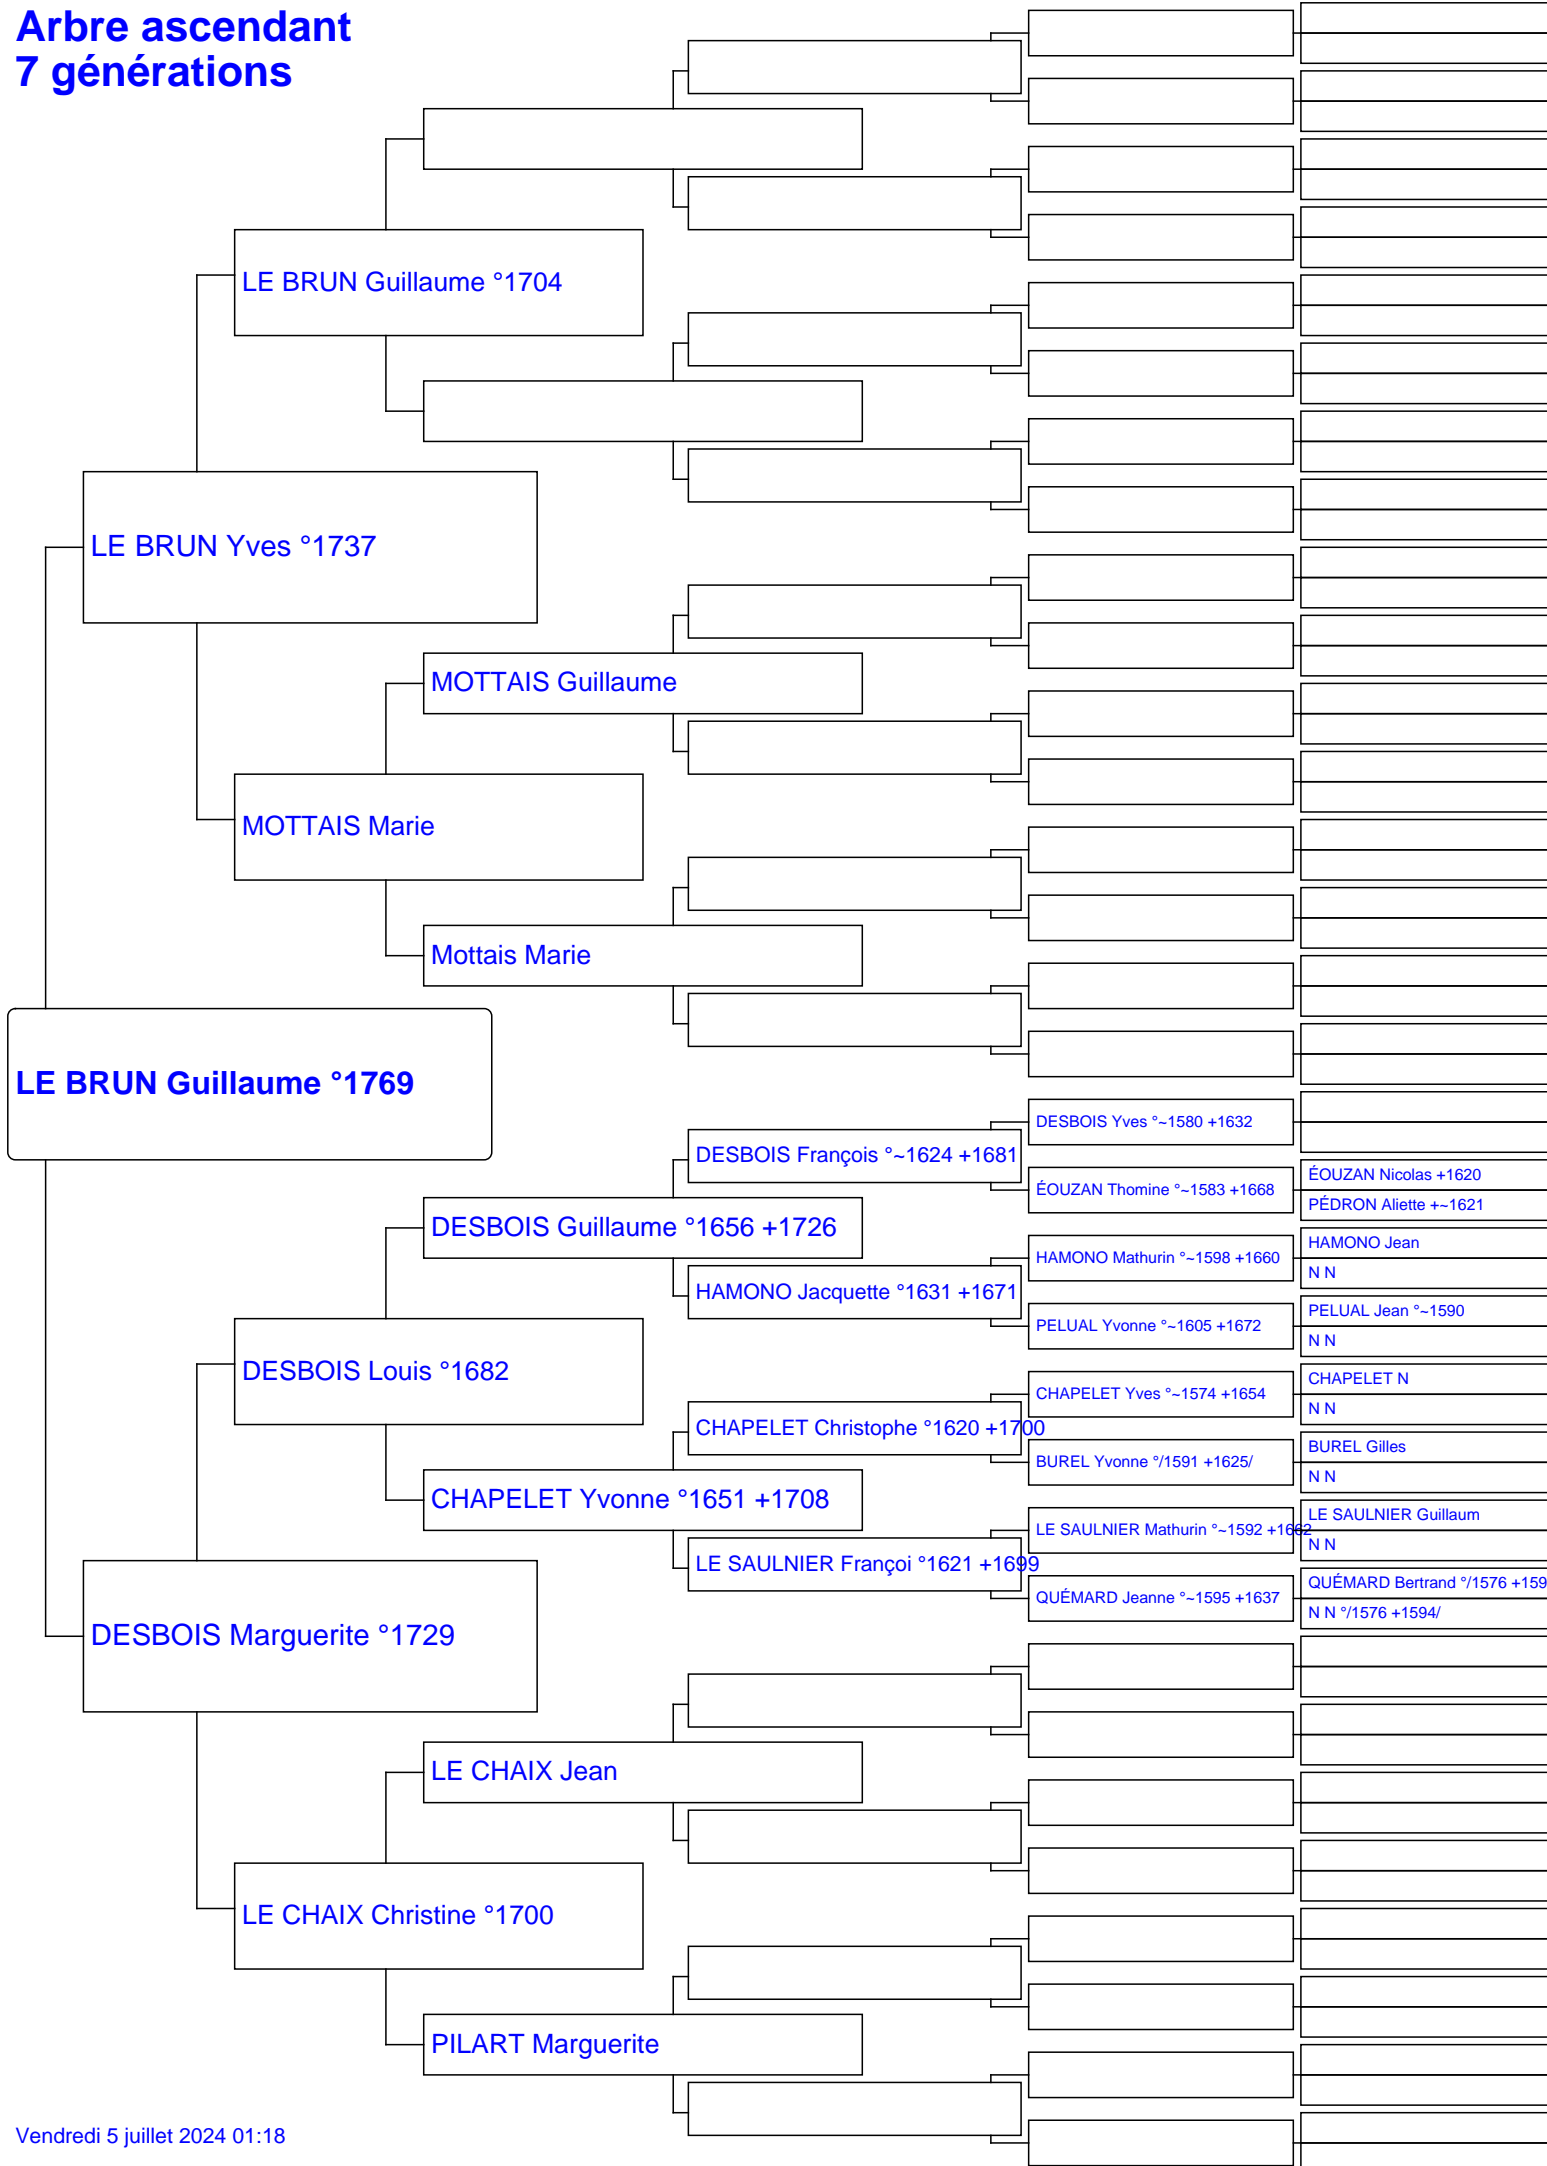 Arbre ascendant
7 générations
LE BRUN Guillaume °1704
LE BRUN Yves °1737
MOTTAIS Guillaume
MOTTAIS Marie
Mottais Marie
LE BRUN Guillaume °1769
DESBOIS Yves °~1580 +1632
DESBOIS François °~1624 +1681
ÉOUZAN Nicolas +1620
ÉOUZAN Thomine °~1583 +1668
PÉDRON Aliette +~1621
DESBOIS Guillaume °1656 +1726
HAMONO Jean
HAMONO Mathurin °~1598 +1660
N N
HAMONO Jacquette °1631 +1671
PELUAL Jean °~1590
PELUAL Yvonne °~1605 +1672
N N
DESBOIS Louis °1682
CHAPELET N
CHAPELET Yves °~1574 +1654
N N
CHAPELET Christophe °1620 +1700
BUREL Gilles
BUREL Yvonne °/1591 +1625/
N N
CHAPELET Yvonne °1651 +1708
LE SAULNIER Guillaum
LE SAULNIER Mathurin °~1592 +1662
N N
LE SAULNIER Françoi °1621 +1699
QUÉMARD Bertrand °/1576 +159
QUÉMARD Jeanne °~1595 +1637
N N °/1576 +1594/
DESBOIS Marguerite °1729
LE CHAIX Jean
LE CHAIX Christine °1700
PILART Marguerite
Vendredi 5 juillet 2024 01:18